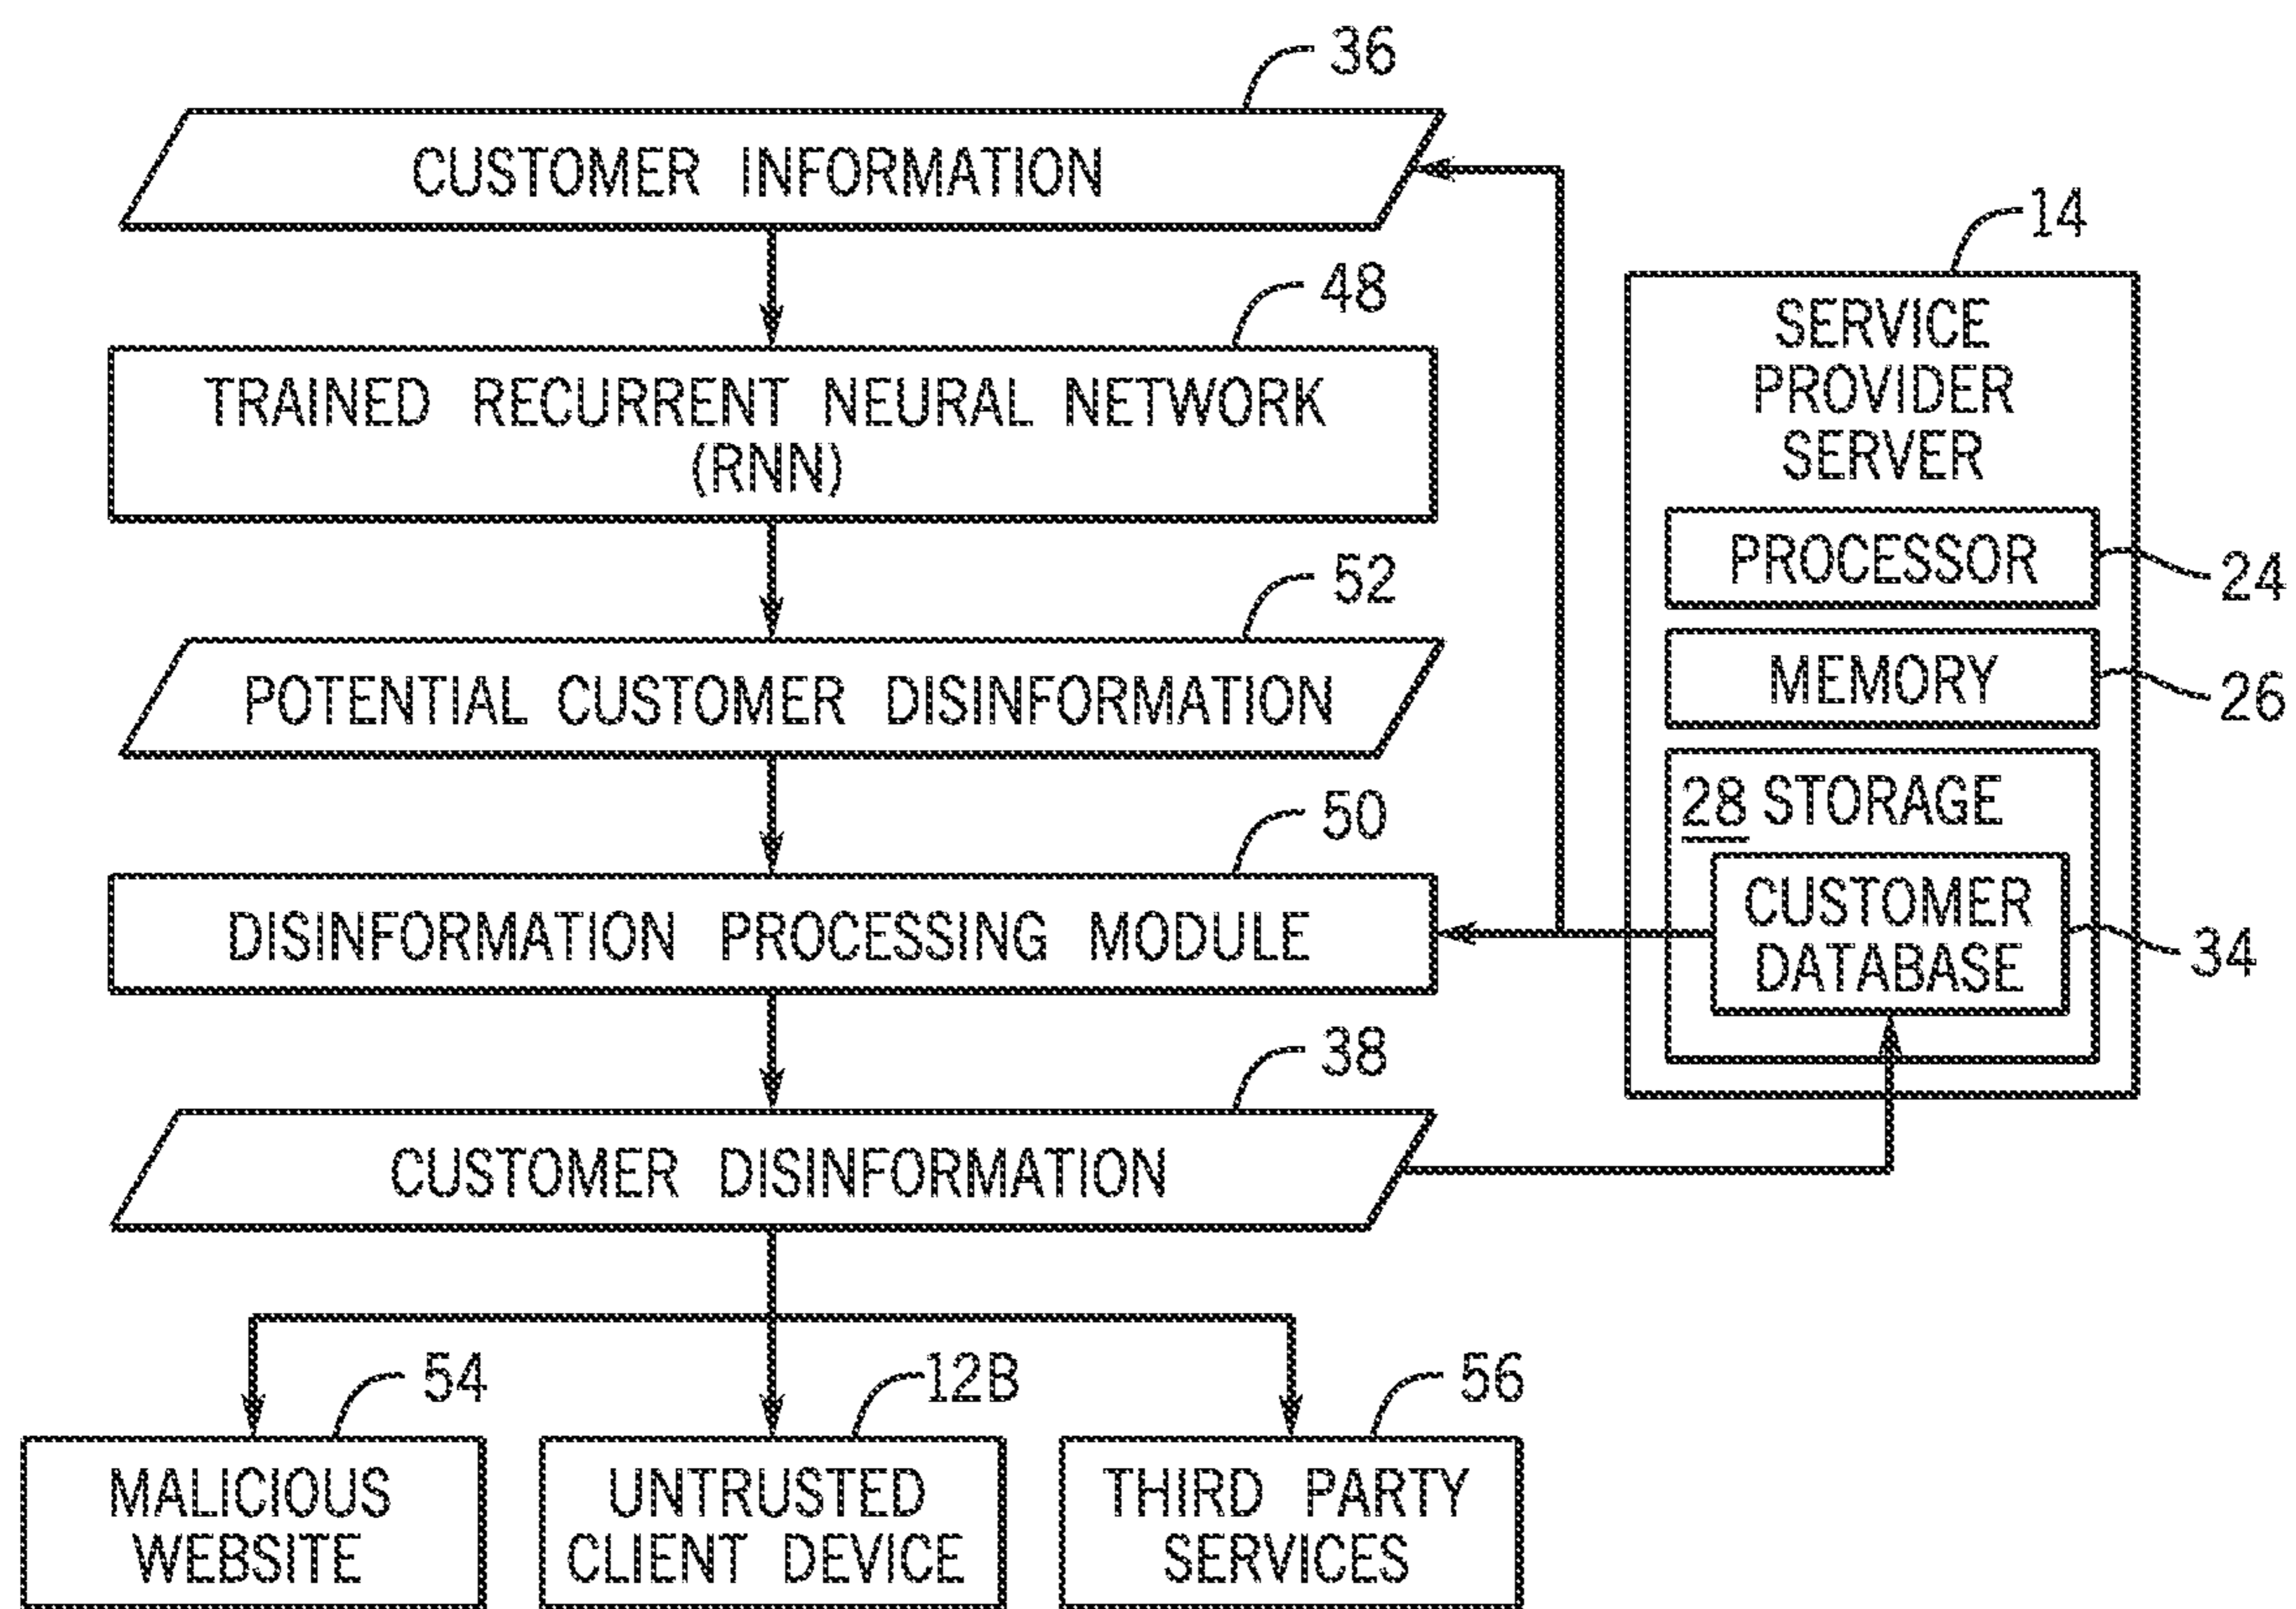 36
CUSTOMER INFORMATION
14
48
SERVICE
PROVIDER
SERVER
TRAINED RECURRENT NEURAL NETWORK
(RNN)
PROCESSOR
24
52
MEMORY
26
POTENTIAL CUSTOMER DISINFORMATION
28 STORAGE
50
CUSTOMER
DATABASE
34
DISINFORMATION PROCESSING MODULE
38
CUSTOMER DISINFORMATION
54
12B
56
MALICIOUS
WEBSITE
UNTRUSTED
CLIENT DEVICE
THIRD PARTY
SERVICES